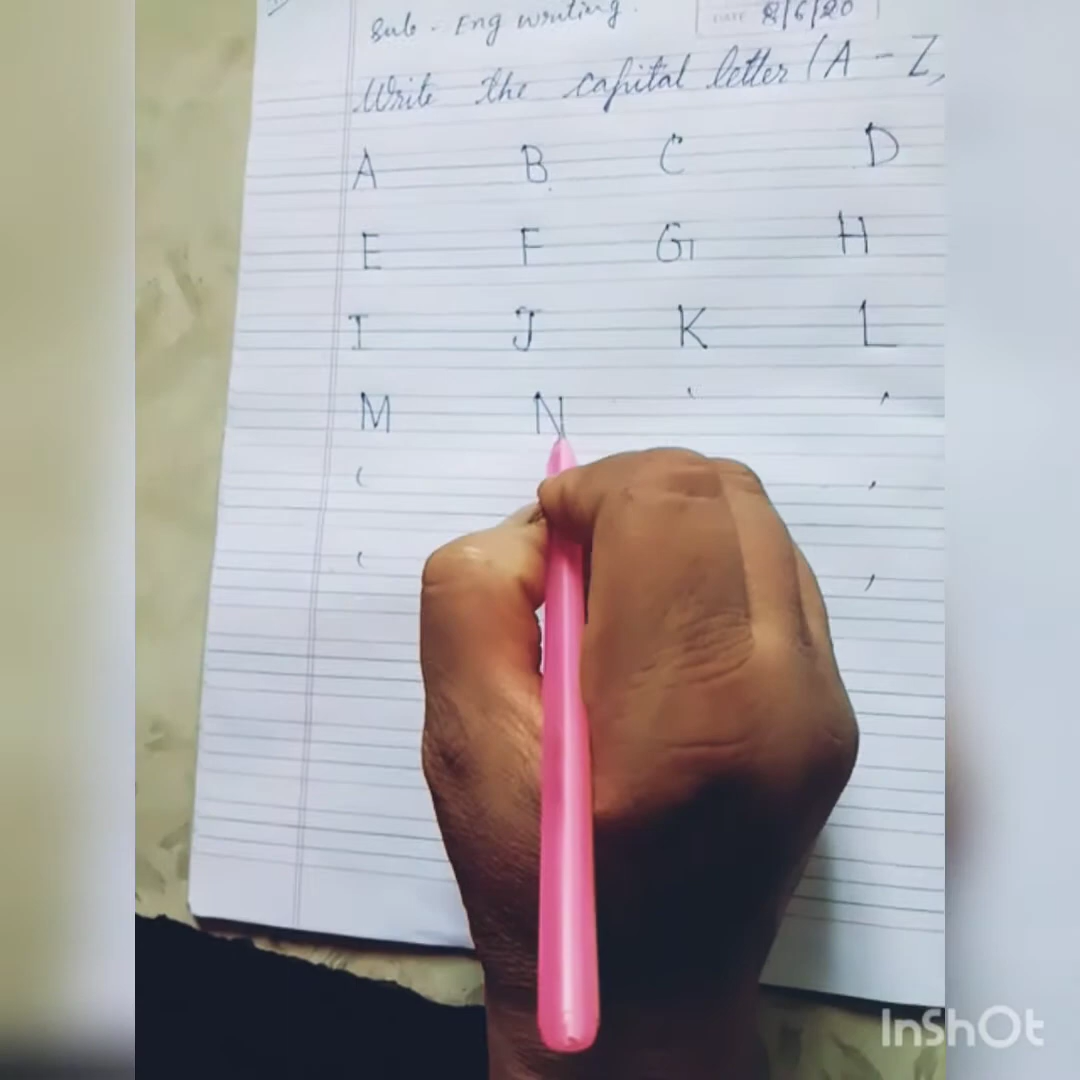 Sub - Eng writing.
DATE 8/6/20
Write the capital letter (A - Z,
A B C D
E F G H
I J K L
M N
InShOt